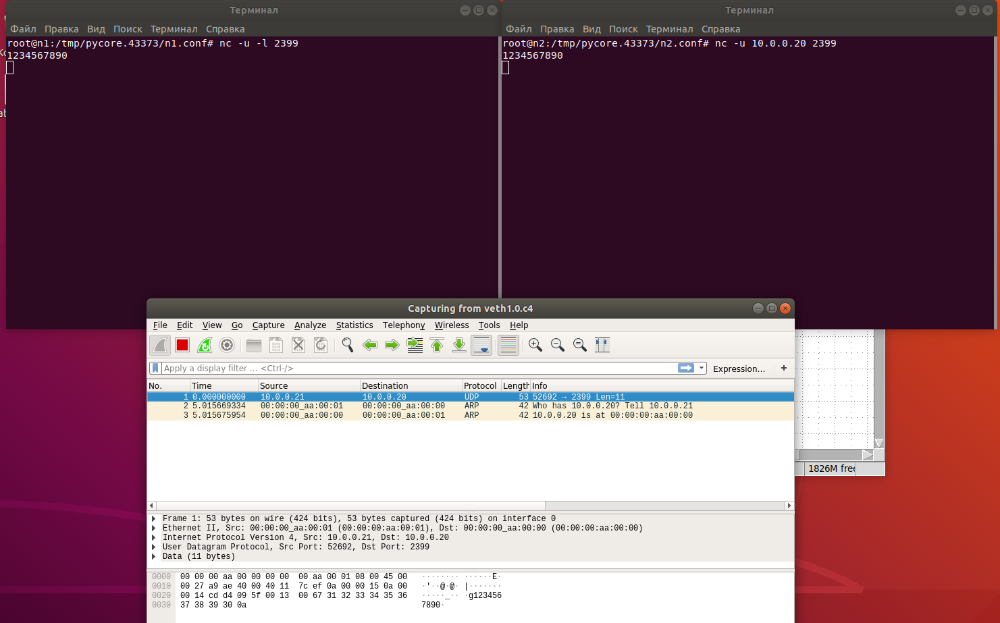 Терминал
Файл Правка Вид Поиск Терминал Справка
root@n1:/tmp/pycore.43373/n1.conf# nc -u -l 2399
1234567890
Терминал
Файл Правка Вид Поиск Терминал Справка
root@n2:/tmp/pycore.43373/n2.conf# nc -u 10.0.0.20 2399
1234567890
Capturing from veth1.0.c4
File Edit View Go Capture Analyze Statistics Telephony Wireless Tools Help
Apply a display filter ... <Ctrl-/> Expression... +
No. Time Source Destination Protocol Length Info
1 0.000000000 10.0.0.21 10.0.0.20 UDP 53 52692 → 2399 Len=11
2 5.015669334 00:00:00_aa:00:01 00:00:00_aa:00:00 ARP 42 Who has 10.0.0.20? Tell 10.0.0.21
3 5.015675954 00:00:00_aa:00:00 00:00:00_aa:00:01 ARP 42 10.0.0.20 is at 00:00:00:aa:00:00
1826M free
Frame 1: 53 bytes on wire (424 bits), 53 bytes captured (424 bits) on interface 0
Ethernet II, Src: 00:00:00_aa:00:01 (00:00:00:aa:00:01), Dst: 00:00:00_aa:00:00 (00:00:00:aa:00:00)
Internet Protocol Version 4, Src: 10.0.0.21, Dst: 10.0.0.20
User Datagram Protocol, Src Port: 52692, Dst Port: 2399
Data (11 bytes)
0000 00 00 00 aa 00 00 00 00 00 aa 00 01 08 00 45 00 ········ ······E·
0010 00 27 a9 ae 40 00 40 11 7c ef 0a 00 00 15 0a 00 ·'··@·@· |·······
0020 00 14 cd d4 09 5f 00 13 00 67 31 32 33 34 35 36 ·····_·· ·g123456
0030 37 38 39 30 0a 7890·